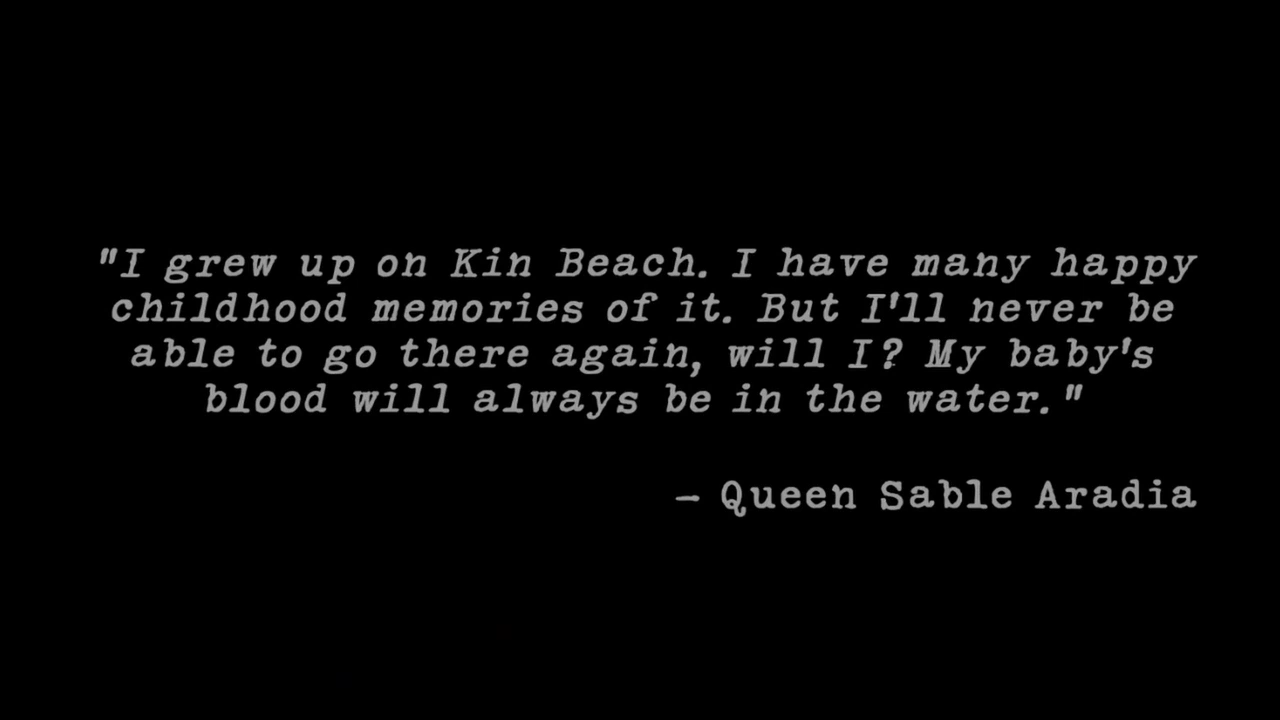 "I grew up on Kin Beach. I have many happy
childhood memories of it. But I'll never be
able to go there again, will I? My baby's
blood will always be in the water."
– Queen Sable Aradia